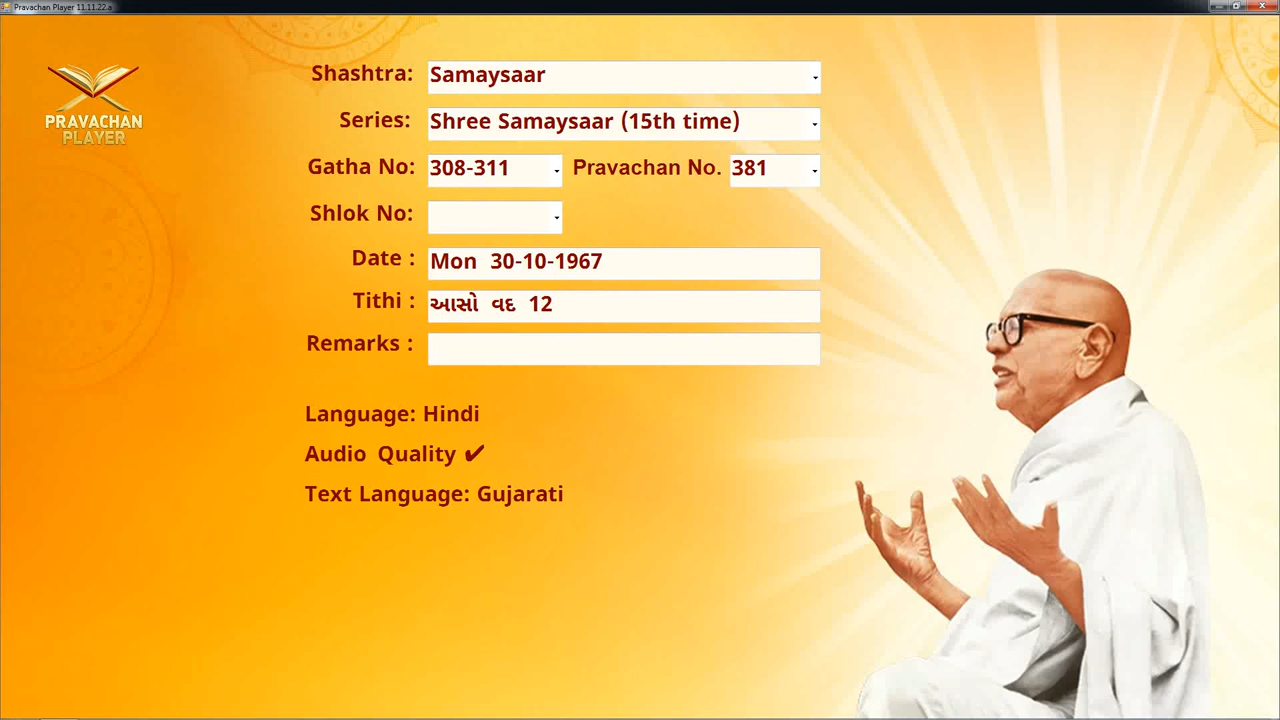 Pravachan Player 11.11.22.a
PRAVACHAN
PLAYER
Shashtra: Samaysaar
Series: Shree Samaysaar (15th time)
Gatha No: 308-311 Pravachan No. 381
Shlok No:
Date : Mon 30-10-1967
Tithi : આસો વદ 12
Remarks :
Language: Hindi
Audio Quality ✔
Text Language: Gujarati